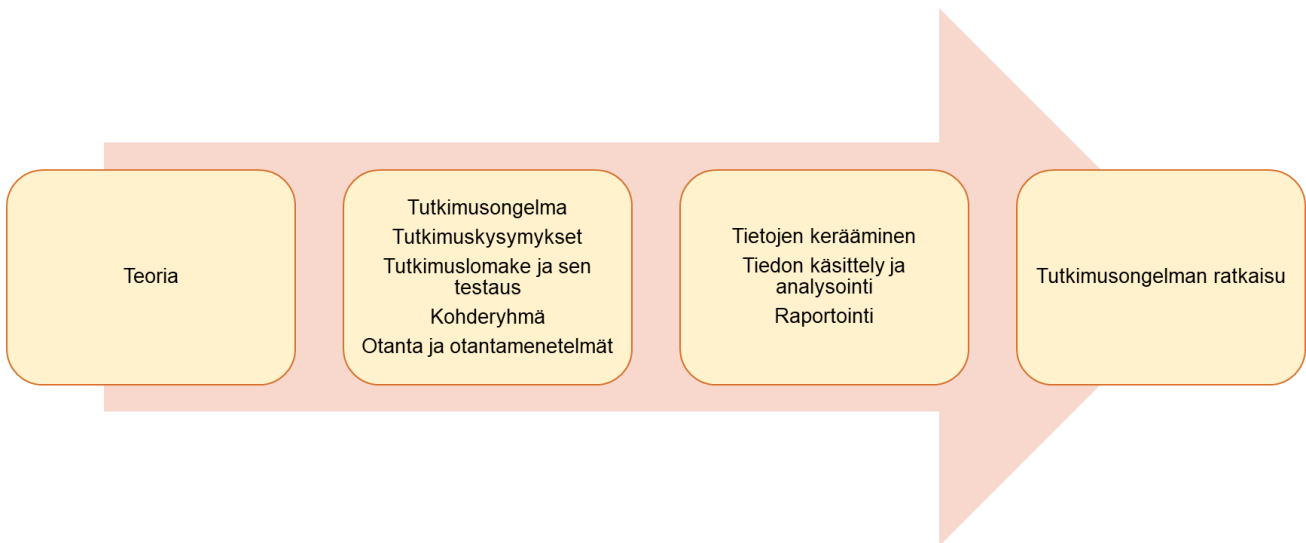 Teoria
Tutkimusongelma
Tutkimuskysymykset
Tutkimuslomake ja sen
testaus
Kohderyhmä
Otanta ja otantamenetelmät
Tietojen kerääminen
Tiedon käsittely ja
analysointi
Raportointi
Tutkimusongelman ratkaisu